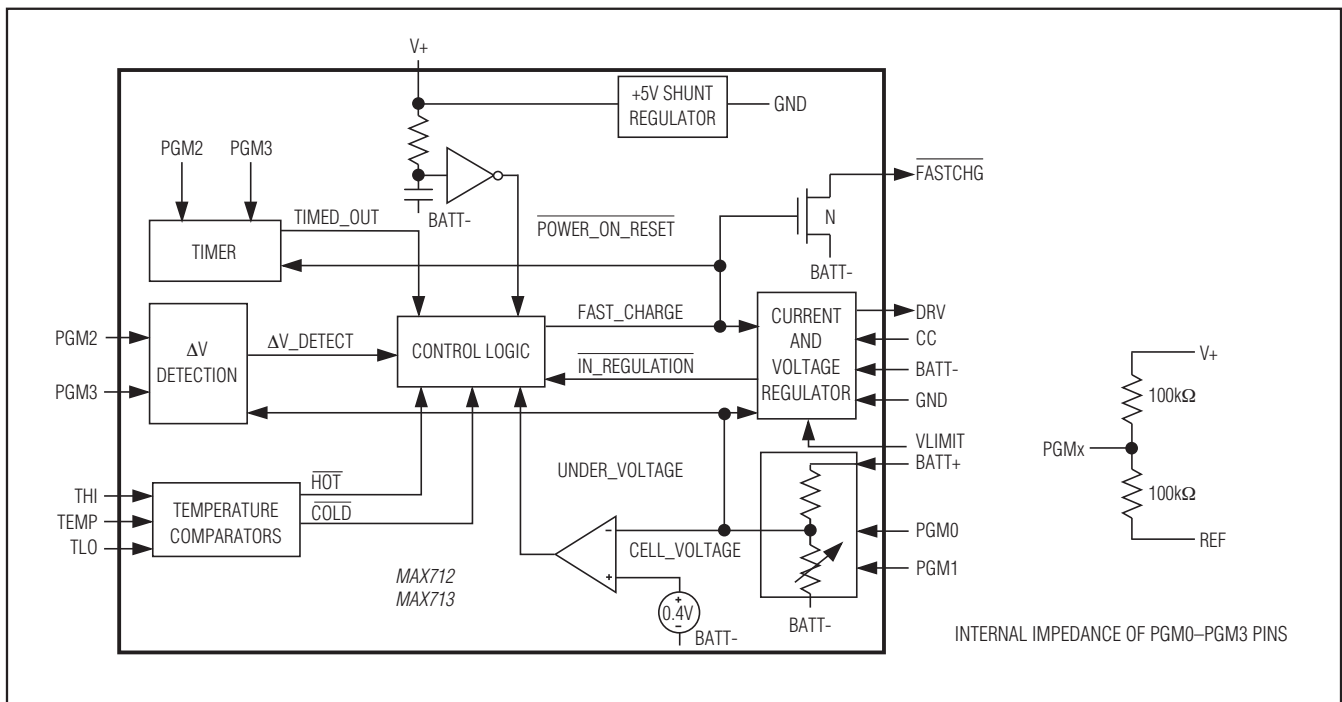 V+
+5V SHUNT
REGULATOR
GND
PGM2
PGM3
BATT-
TIMED_OUT
POWER_ON_RESET
FASTCHG
N
BATT-
TIMER
PGM2
PGM3
ΔV
DETECTION
ΔV_DETECT
CONTROL LOGIC
FAST_CHARGE
IN_REGULATION
CURRENT
AND
VOLTAGE
REGULATOR
DRV
CC
BATT-
GND
VLIMIT
BATT+
THI
TEMP
TLO
TEMPERATURE
COMPARATORS
HOT
COLD
UNDER_VOLTAGE
CELL_VOLTAGE
-
+
+
0.4V
-
BATT-
PGM0
PGM1
BATT-
MAX712
MAX713
V+
100kΩ
PGMx
100kΩ
REF
INTERNAL IMPEDANCE OF PGM0–PGM3 PINS